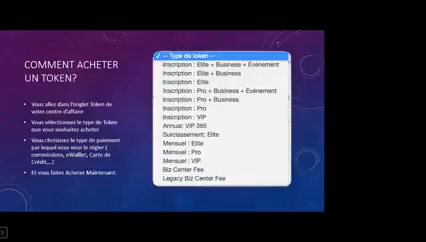 COMMENT ACHETER
UN TOKEN?
• Vous allez dans l'onglet Token de
votre centre d'affaire
• Vous sélectionnez le type de Token
que vous souhaitez acheter
• Vous choisissez le type de paiement
par lequel vous veux le régler (
commissions, eWallet, Carte de
Crédit,...)
• Et vous faites Acheter Maintenant.
✓ -- Type de token --
Inscription : Elite + Business + Événement
Inscription : Elite + Business
Inscription : Elite
Inscription : Pro + Business + Événement
Inscription : Pro + Business
Inscription : Pro
Inscription : VIP
Annual: VIP 365
Surclassement: Elite
Mensuel : Elite
Mensuel : Pro
Mensuel : VIP
Biz Center Fee
Legacy Biz Center Fee